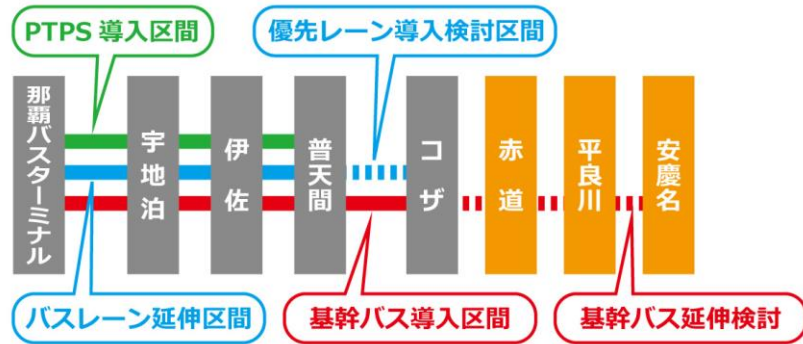 PTPS 導入区間
優先レーン導入検討区間
那覇バスターミナル
宇地泊
伊佐
普天間
コザ
赤道
平良川
安慶名
バスレーン延伸区間
基幹バス導入区間
基幹バス延伸検討